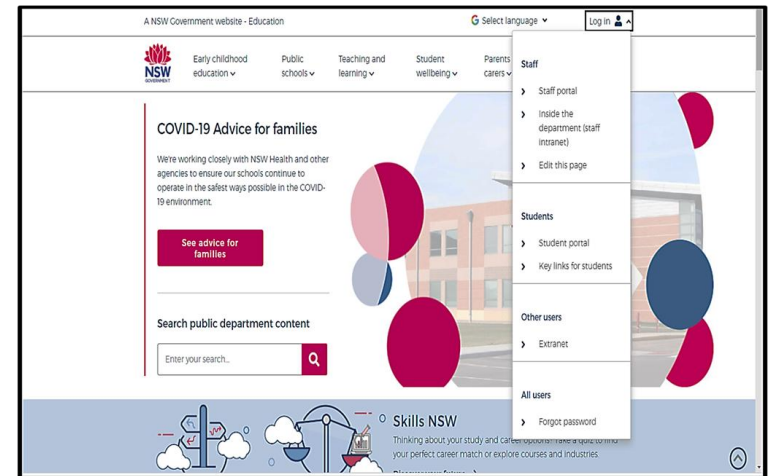 A NSW Government website - Education
Select language
Log in
NSW
GOVERNMENT
Early childhood
education
Public
schools
Teaching and
learning
Student
wellbeing
Parents
carers
Staff
Staff portal
Inside the
department (staff
intranet)
Edit this page
Students
Student portal
Key links for students
Other users
Extranet
All users
Forgot password
COVID-19 Advice for families
We're working closely with NSW Health and other
agencies to ensure our schools continue to
operate in the safest ways possible in the COVID-
19 environment.
See advice for
families
Search public department content
Enter your search..
Skills NSW
Thinking about your study and career options? Take a quiz to find
your perfect career match or explore courses and industries.